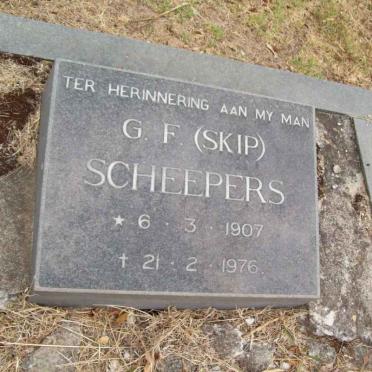 TER HERINNERING AAN MY MAN
G. F. (SKIP)
SCHEEPERS
★ 6 · 3 · 1907
✝ 21 · 2 · 1976